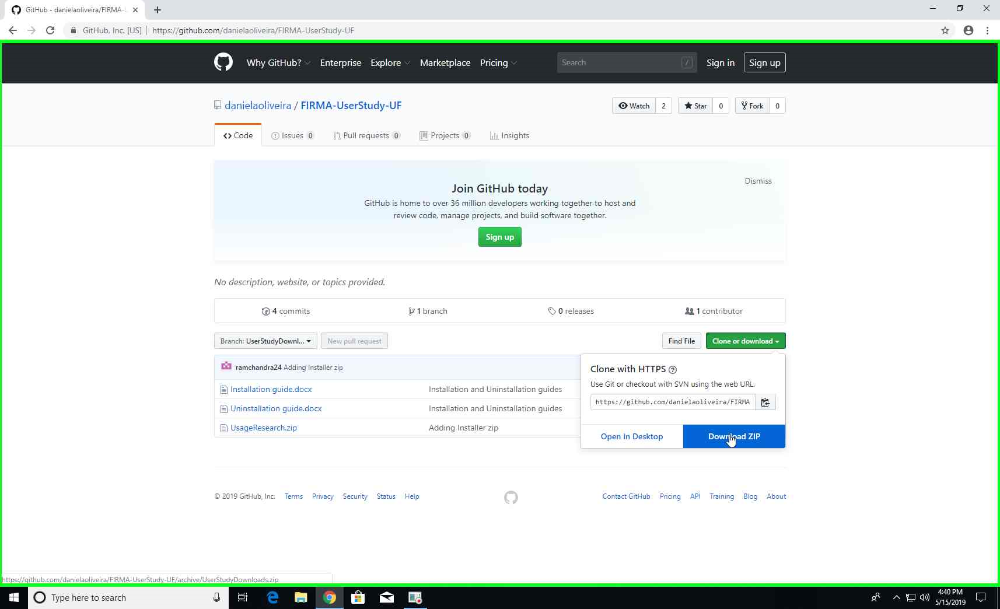 GitHub - danielaoliveira/FIRMA-
GitHub, Inc. [US] https://github.com/danielaoliveira/FIRMA-UserStudy-UF
Why GitHub? Enterprise Explore Marketplace Pricing Search / Sign in Sign up
danielaoliveira / FIRMA-UserStudy-UF Watch 2 Star 0 Fork 0
Code Issues 0 Pull requests 0 Projects 0 Insights
Dismiss
Join GitHub today
GitHub is home to over 36 million developers working together to host and
review code, manage projects, and build software together.
Sign up
No description, website, or topics provided.
4 commits 1 branch 0 releases 1 contributor
Branch: UserStudyDownl... New pull request Find File Clone or download
ramchandra24 Adding Installer zip
Installation guide.docx Installation and Uninstallation guides
Uninstallation guide.docx Installation and Uninstallation guides
UsageResearch.zip Adding Installer zip
Clone with HTTPS ?
Use Git or checkout with SVN using the web URL.
https://github.com/danielaoliveira/FIRMA
Open in Desktop Download ZIP
© 2019 GitHub, Inc. Terms Privacy Security Status Help Contact GitHub Pricing API Training Blog About
https://github.com/danielaoliveira/FIRMA-UserStudy-UF/archive/UserStudyDownloads.zip
Type here to search
4:40 PM
5/15/2019